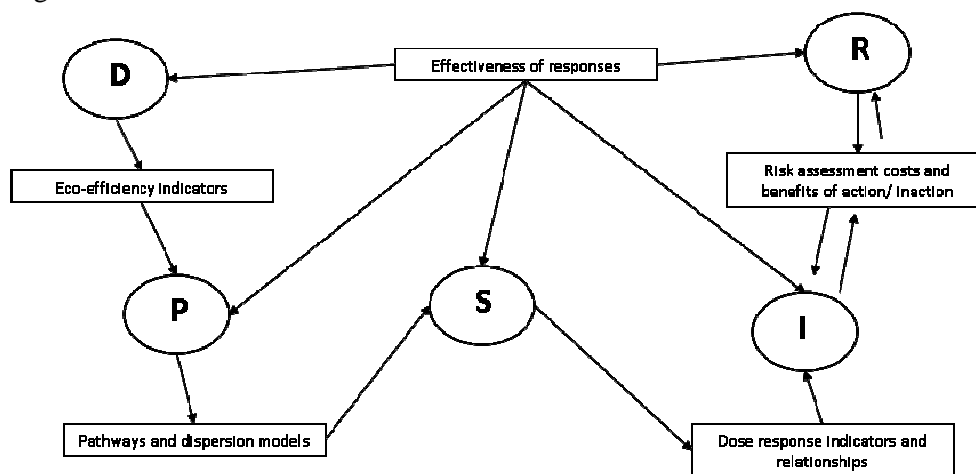 D
Effectiveness of responses
R
Eco-efficiency indicators
Risk assessment costs and
benefits of action/ inaction
P
S
I
Pathways and dispersion models
Dose response indicators and
relationships